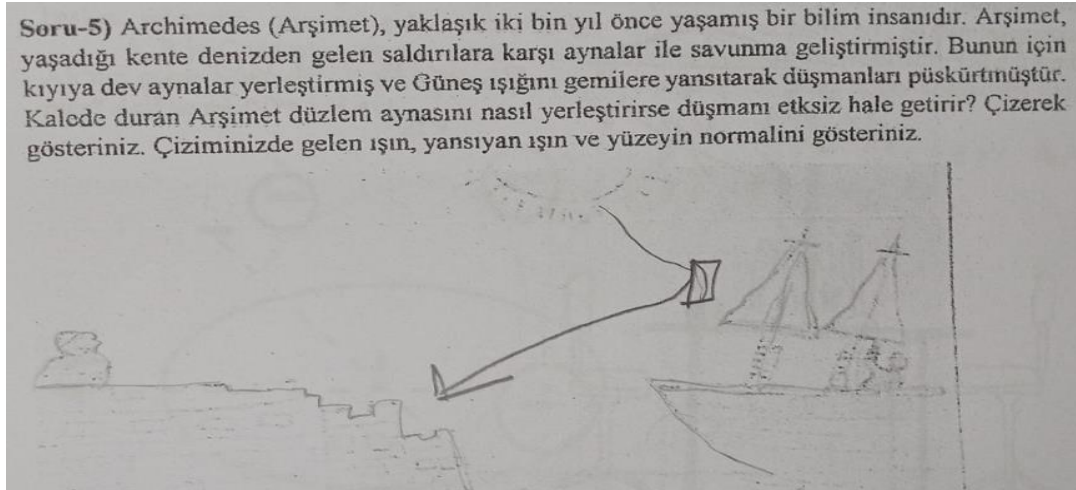 Soru-5) Archimedes (Arşimet), yaklaşık iki bin yıl önce yaşamış bir bilim insanıdır. Arşimet,
yaşadığı kente denizden gelen saldırılara karşı aynalar ile savunma geliştirmiştir. Bunun için
kıyıya dev aynalar yerleştirmiş ve Güneş ışığını gemilere yansıtarak düşmanları püskürtmüştür.
Kalede duran Arşimet düzlem aynasını nasıl yerleştirirse düşmanı etksiz hale getirir? Çizerek
gösteriniz. Çiziminizde gelen ışın, yansıyan ışın ve yüzeyin normalini gösteriniz.